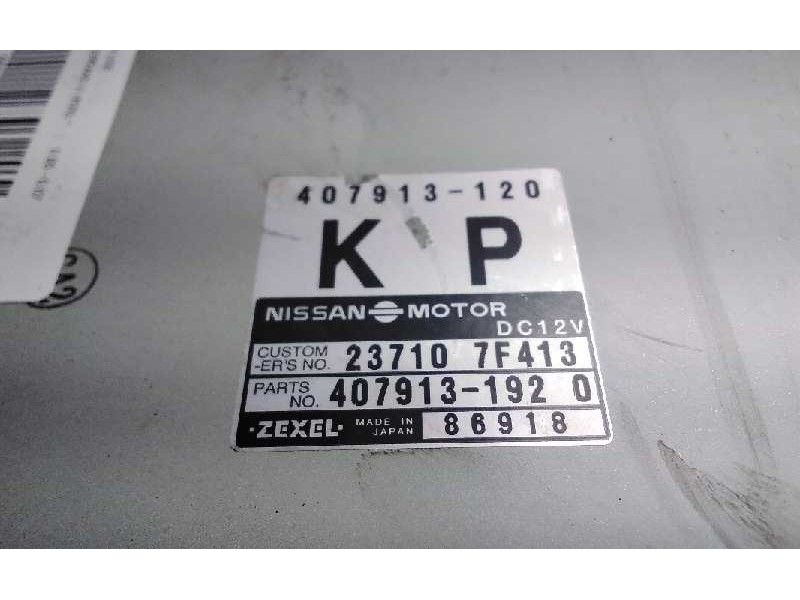 407913-120
K P
NISSAN MOTOR
DC12V
CUSTOM
-ER'S NO. 23710 7F413
PARTS
NO. 407913-192 0
·ZEXEL· MADE IN
JAPAN 86918